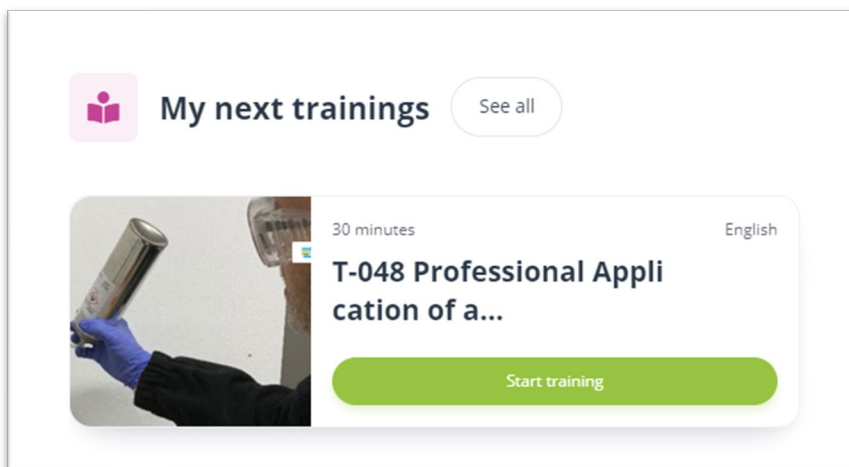 My next trainings
See all
30 minutes
English
T-048 Professional Appli
cation of a...
Start training